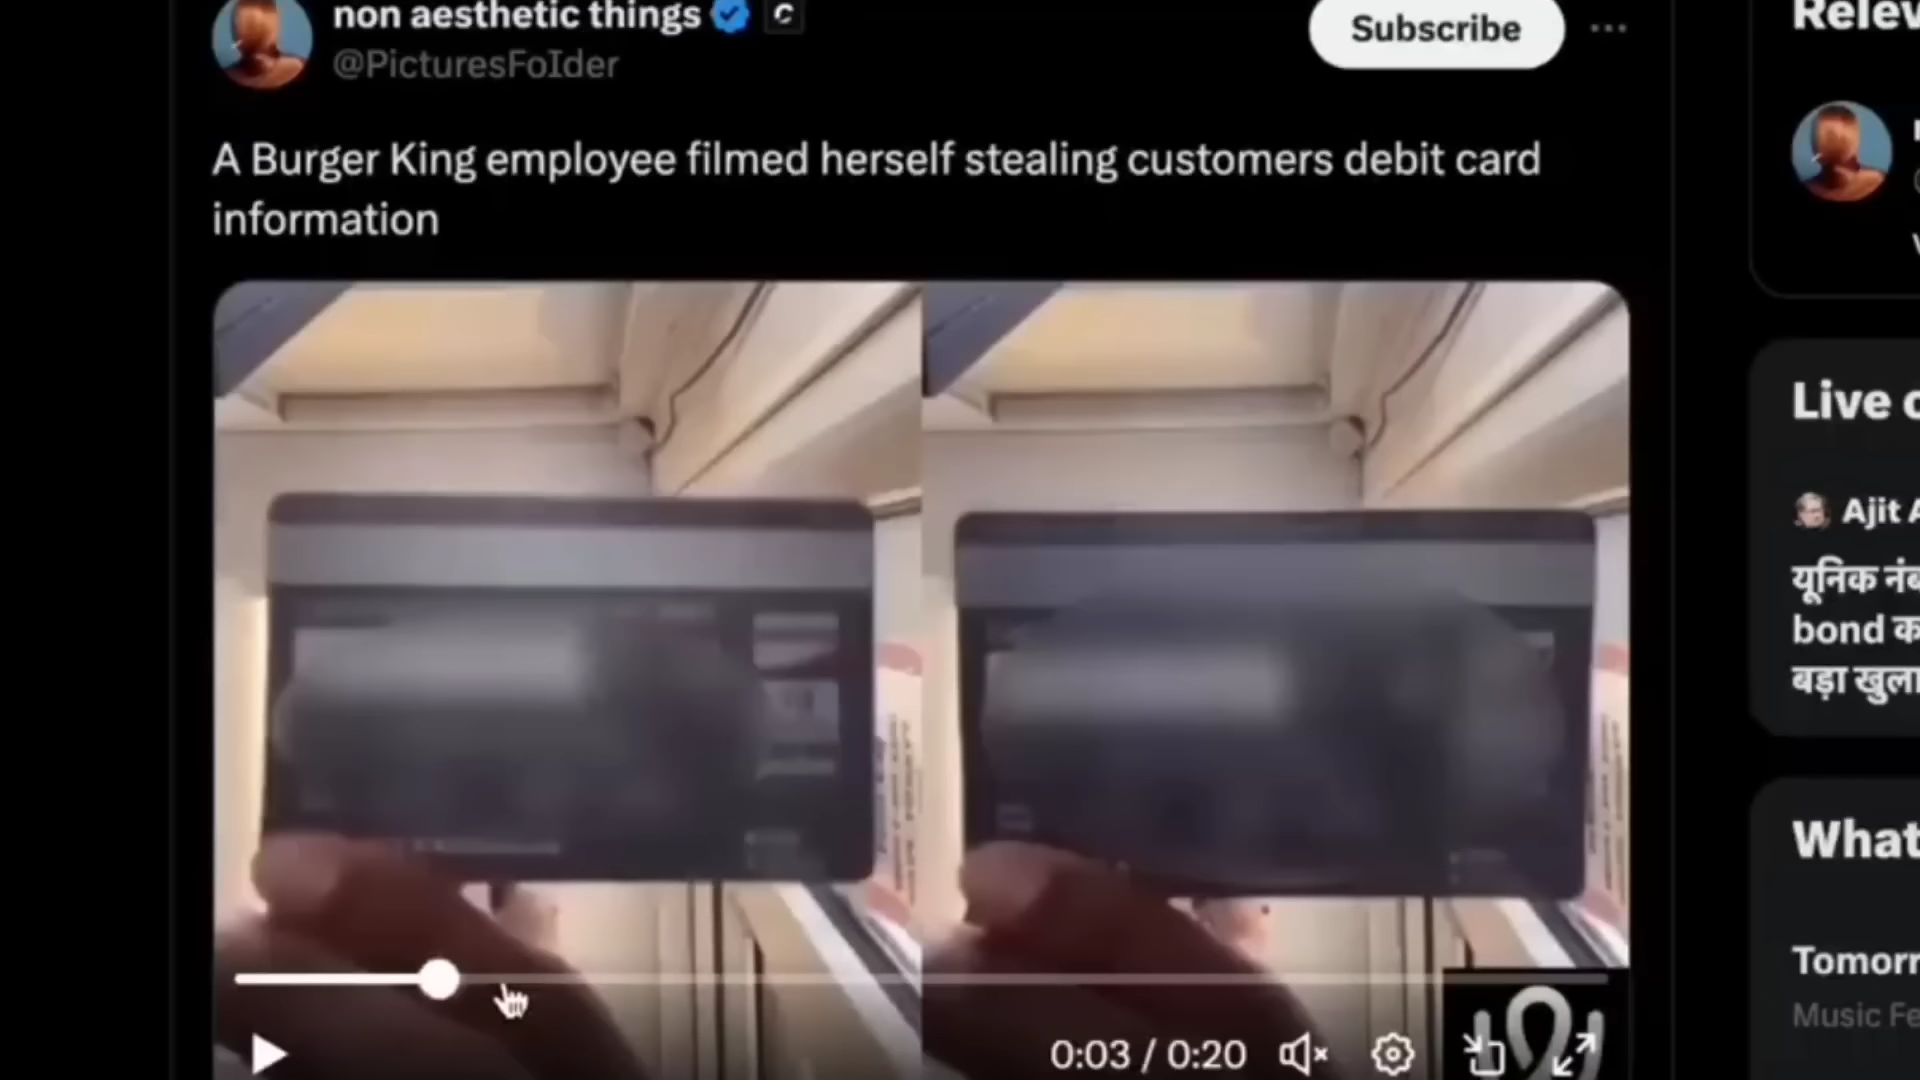 non aesthetic things
@PicturesFoIder
Subscribe
A Burger King employee filmed herself stealing customers debit card
information
0:03 / 0:20
Live
Ajit
यूनिक
bond
बड़ा
What
Tomorr
Music Fe